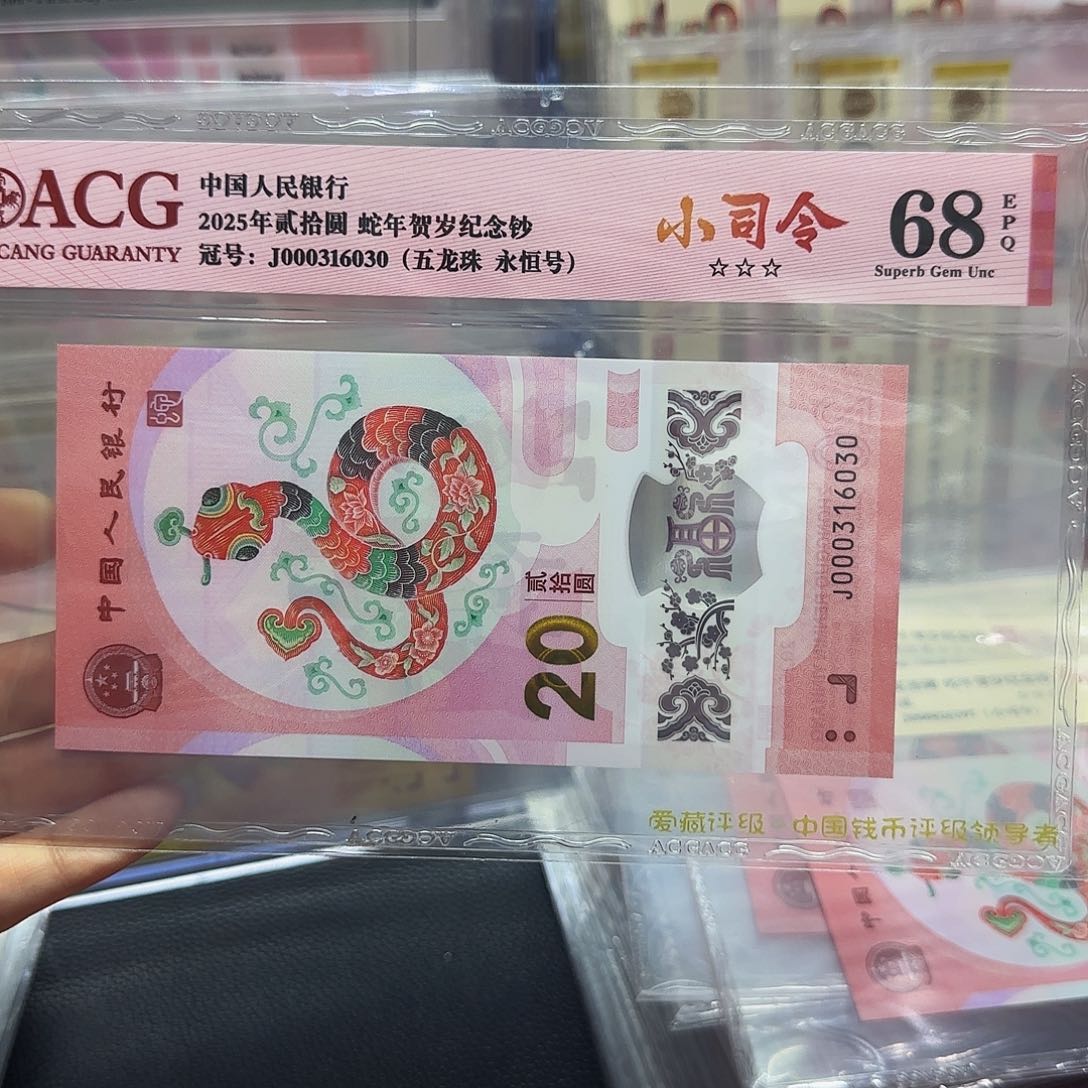 ACG
CANG GUARANTY
中国人民银行
2025年贰拾圆 蛇年贺岁纪念钞
冠号：J000316030（五龙珠 永恒号）
小司令
☆☆☆
68
EPQ
Superb Gem Unc
中国人民银行
20
贰拾圆
福
J000316030
爱藏评级 中国钱币评级领导者